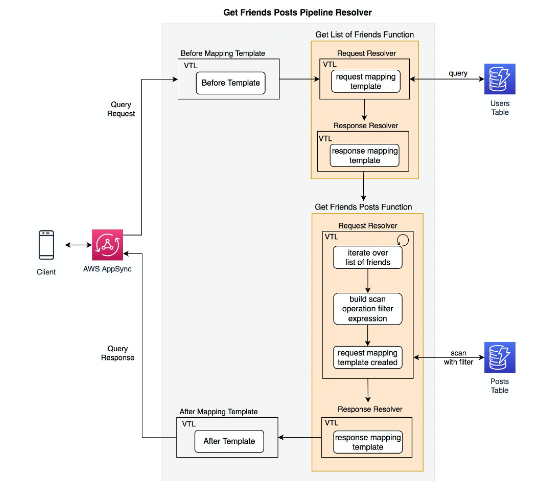 Get Friends Posts Pipeline Resolver
Get List of Friends Function
Before Mapping Template
VTL
Before Template
Request Resolver
VTL
request mapping
template
query
Users
Table
Query
Request
Response Resolver
VTL
response mapping
template
Get Friends Posts Function
Request Resolver
VTL
iterate over
list of friends
Client
AWS AppSync
build scan
operation filter
expression
request mapping
template created
scan
with filter
Posts
Table
Query
Response
After Mapping Template
VTL
After Template
Response Resolver
VTL
response mapping
template